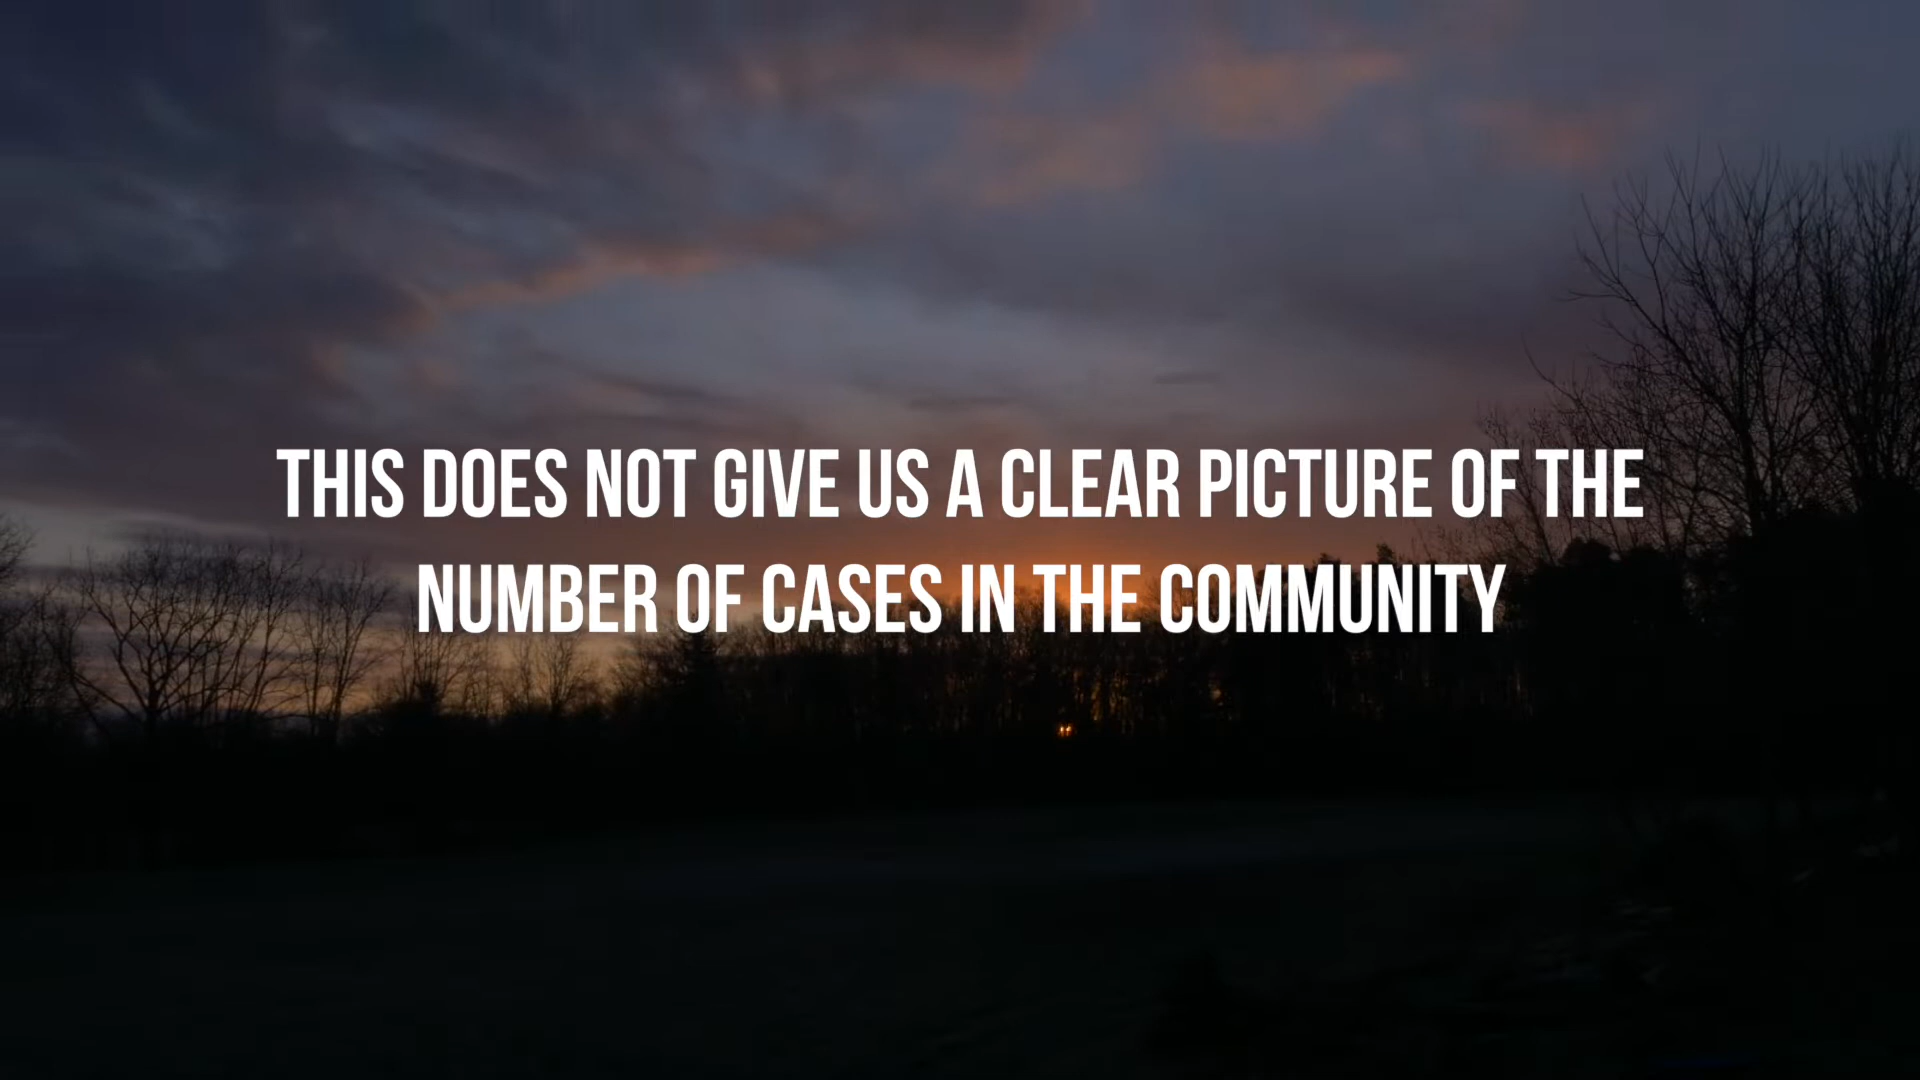 THIS DOES NOT GIVE US A CLEAR PICTURE OF THE
NUMBER OF CASES IN THE COMMUNITY